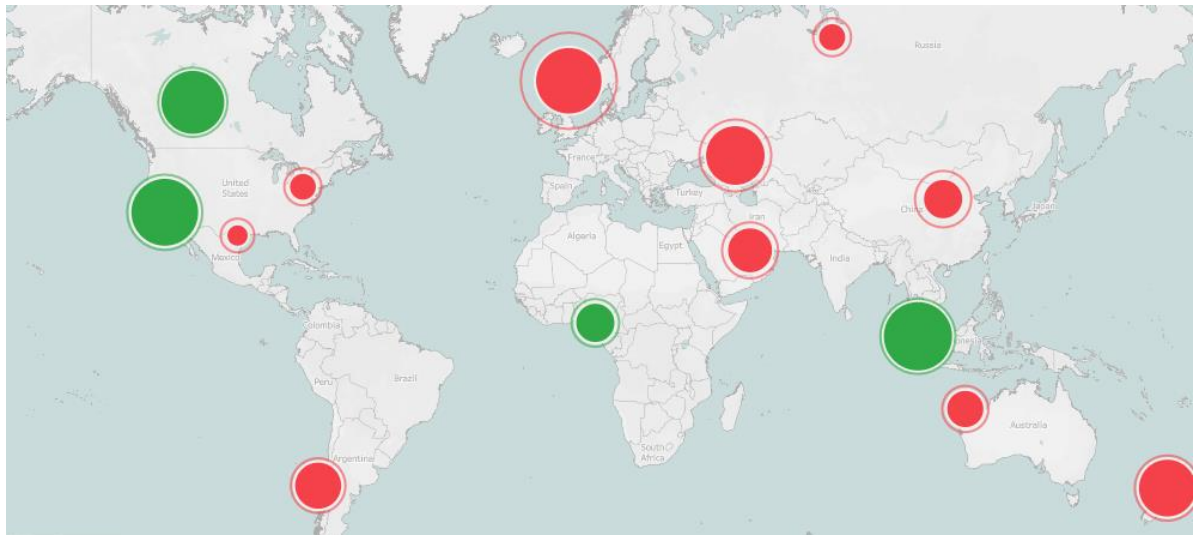 Russia
United
States
France
Spain
Turkey
China
Japan
Iran
Algeria
Egypt
Mexico
India
Colombia
onesia
Peru
Brazil
Australia
South
Africa
Argentina